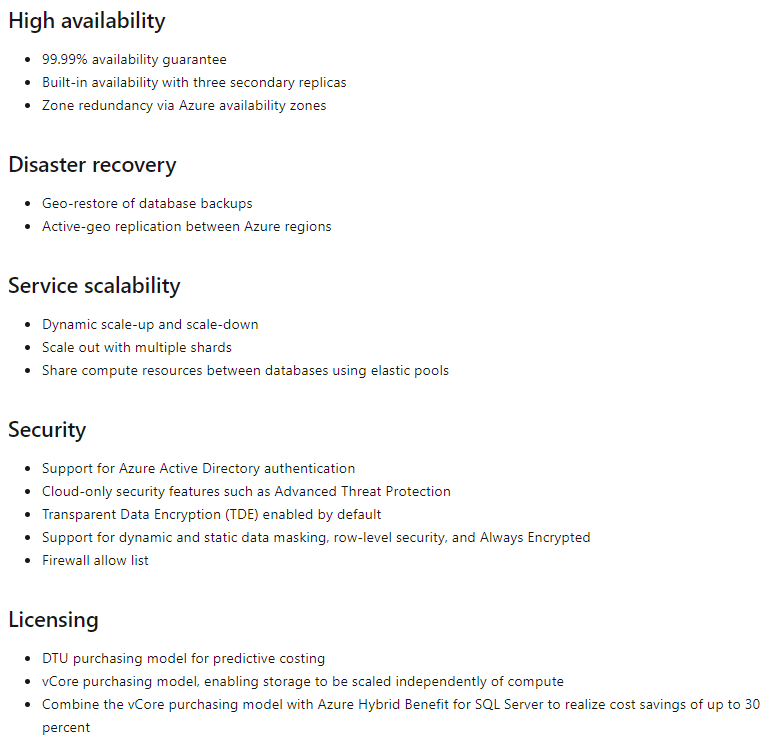 High availability
• 99.99% availability guarantee
• Built-in availability with three secondary replicas
• Zone redundancy via Azure availability zones
Disaster recovery
• Geo-restore of database backups
• Active-geo replication between Azure regions
Service scalability
• Dynamic scale-up and scale-down
• Scale out with multiple shards
• Share compute resources between databases using elastic pools
Security
• Support for Azure Active Directory authentication
• Cloud-only security features such as Advanced Threat Protection
• Transparent Data Encryption (TDE) enabled by default
• Support for dynamic and static data masking, row-level security, and Always Encrypted
• Firewall allow list
Licensing
• DTU purchasing model for predictive costing
• vCore purchasing model, enabling storage to be scaled independently of compute
• Combine the vCore purchasing model with Azure Hybrid Benefit for SQL Server to realize cost savings of up to 30
percent